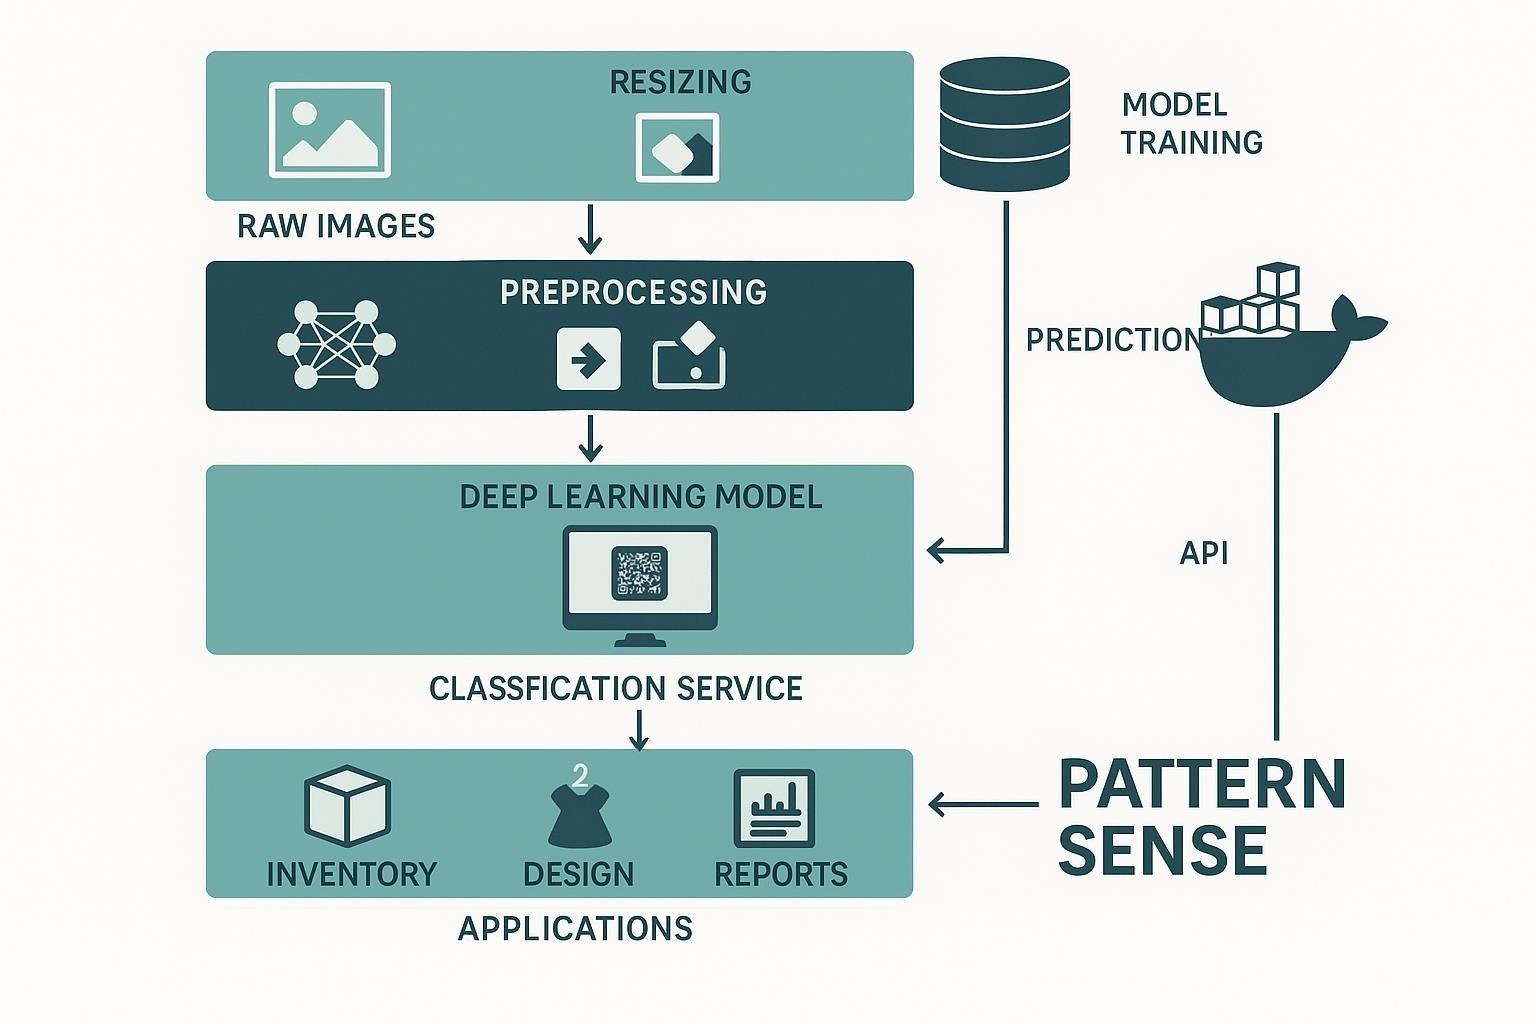 RESIZING
RAW IMAGES
PREPROCESSING
DEEP LEARNING MODEL
CLASSFICATION SERVICE
2
INVENTORY
DESIGN
REPORTS
APPLICATIONS
MODEL
TRAINING
PREDICTION
API
PATTERN
SENSE